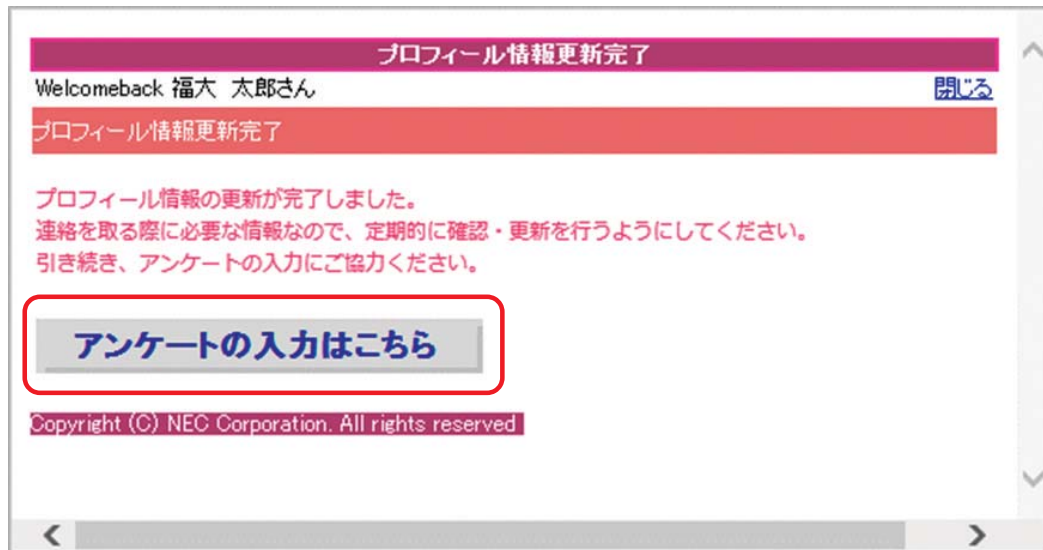 プロフィール情報更新完了
Welcomeback 福大 太郎さん 閉じる
プロフィール情報更新完了
プロフィール情報の更新が完了しました。
連絡を取る際に必要な情報なので、定期的に確認・更新を行うようにしてください。
引き続き、アンケートの入力にご協力ください。
アンケートの入力はこちら
Copyright (C) NEC Corporation. All rights reserved